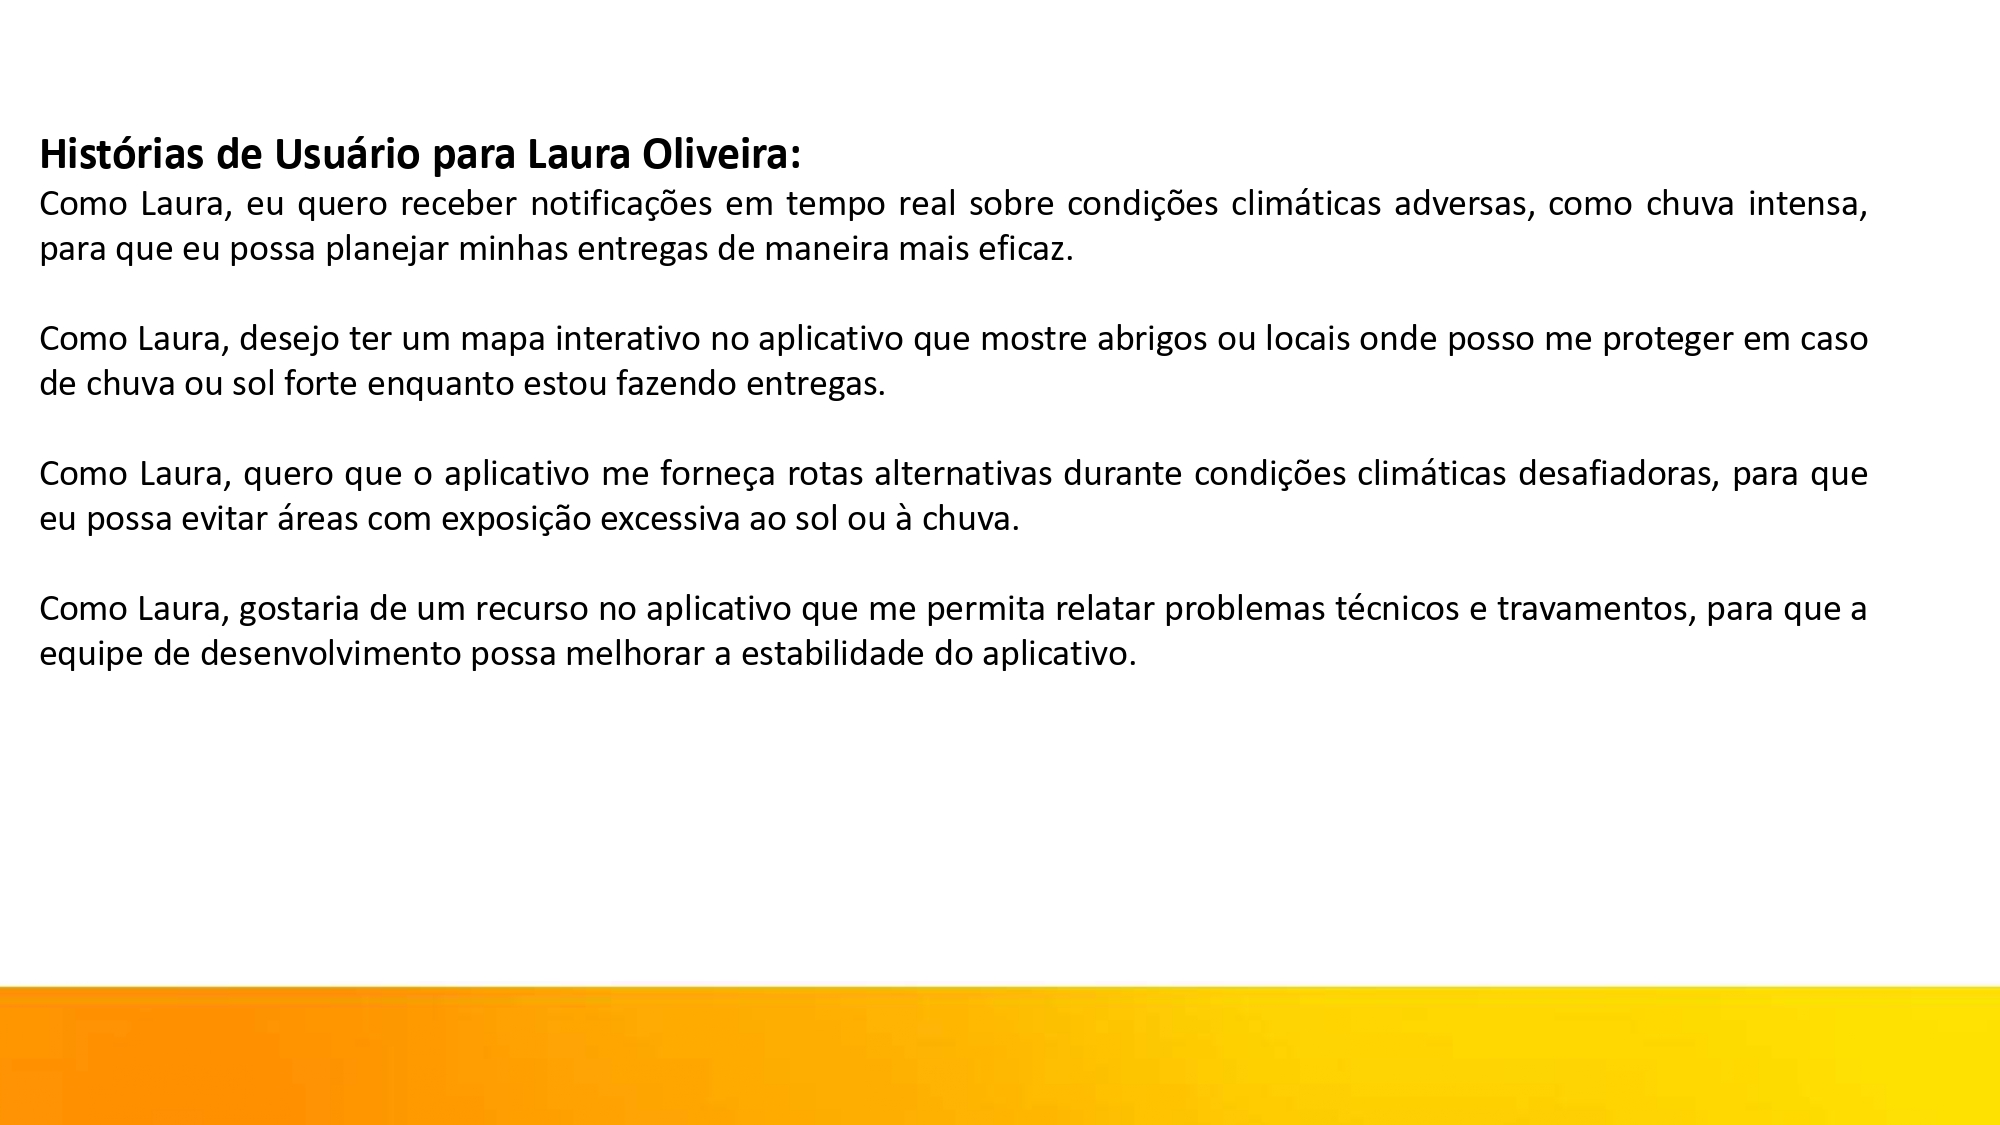 Histórias de Usuário para Laura Oliveira:
Como Laura, eu quero receber notificações em tempo real sobre condições climáticas adversas, como chuva intensa,
para que eu possa planejar minhas entregas de maneira mais eficaz.
Como Laura, desejo ter um mapa interativo no aplicativo que mostre abrigos ou locais onde posso me proteger em caso
de chuva ou sol forte enquanto estou fazendo entregas.
Como Laura, quero que o aplicativo me forneça rotas alternativas durante condições climáticas desafiadoras, para que
eu possa evitar áreas com exposição excessiva ao sol ou à chuva.
Como Laura, gostaria de um recurso no aplicativo que me permita relatar problemas técnicos e travamentos, para que a
equipe de desenvolvimento possa melhorar a estabilidade do aplicativo.